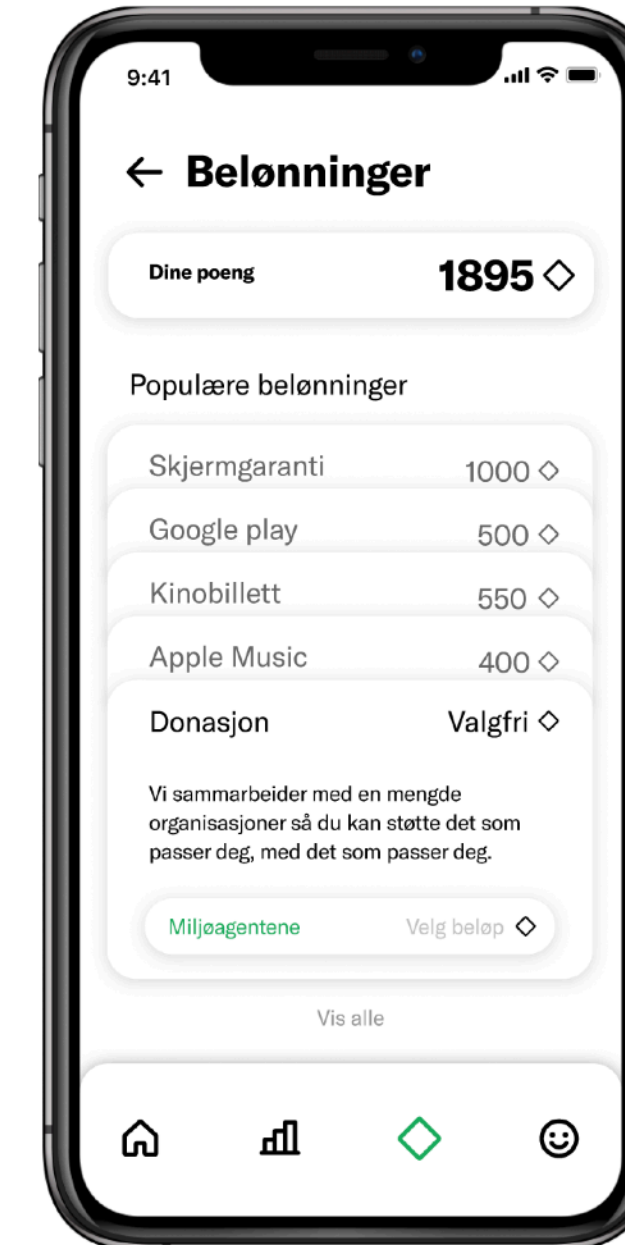 9:41
Belønninger
Dine poeng 1895
Populære belønninger
Skjermgaranti 1000
Google play 500
Kinobillett 550
Apple Music 400
Donasjon Valgfri
Vi sammarbeider med en mengde
organisasjoner så du kan støtte det som
passer deg, med det som passer deg.
Miljøagentene Velg beløp
Vis alle